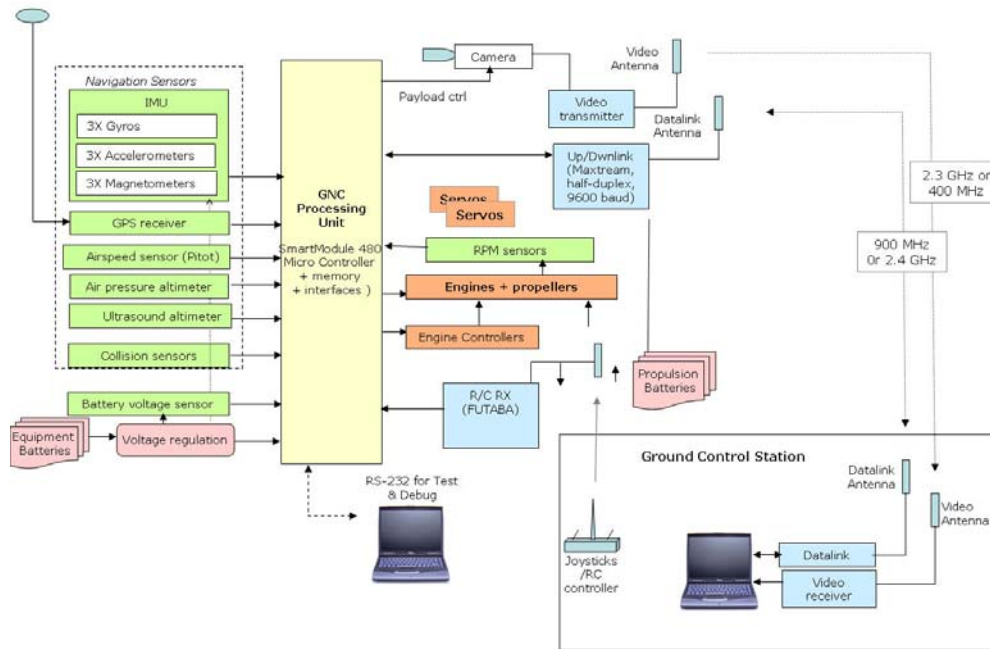 Navigation Sensors
IMU
3X Gyros
3X Accelerometers
3X Magnetometers
GPS receiver
Airspeed sensor (Pitot)
Air pressure altimeter
Ultrasound altimeter
Collision sensors
Battery voltage sensor
Equipment
Batteries
Voltage regulation
GNC
Processing
Unit
SmartModule 480
Micro Controller
+ memory
+ interfaces )
RS-232 for Test
& Debug
Camera
Payload ctrl
Video
transmitter
Video
Antenna
Datalink
Antenna
Up/Dwnlink
(Maxtream,
half-duplex,
9600 baud)
Servos
Servos
RPM sensors
Engines + propellers
Engine Controllers
R/C RX
(FUTABA)
Propulsion
Batteries
2.3 GHz or
400 MHz
900 MHz
Or 2.4 GHz
Joysticks
/RC
controller
Ground Control Station
Datalink
Antenna
Video
Antenna
Datalink
Video
receiver